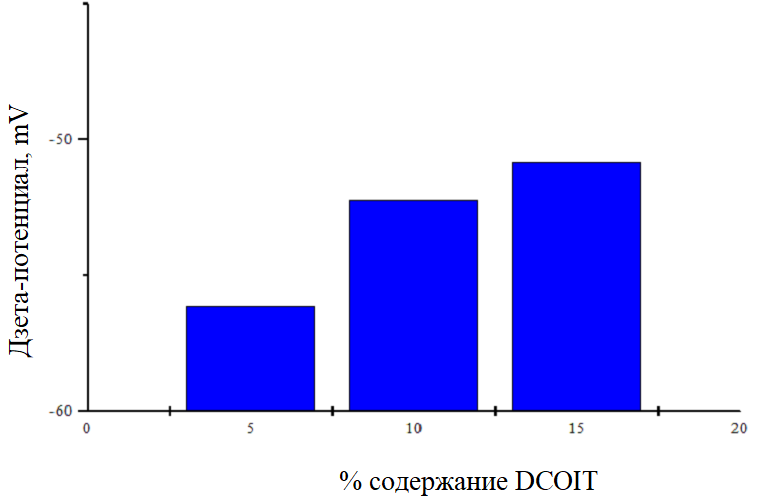 Дзета-потенциал, mV
-50
-60
0 5 10 15 20
% содержание DCOIT